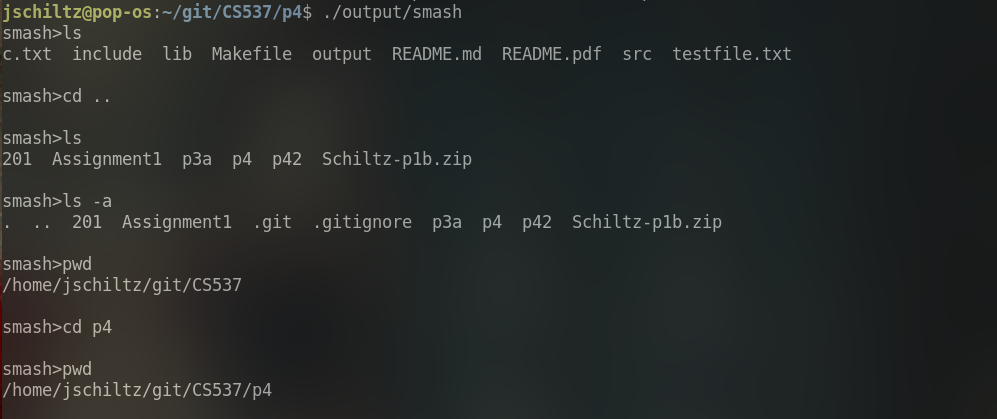 jschiltz@pop-os:~/git/CS537/p4$ ./output/smash
smash>ls
c.txt  include  lib  Makefile  output  README.md  README.pdf  src  testfile.txt
smash>cd ..
smash>ls
201  Assignment1  p3a  p4  p42  Schiltz-p1b.zip
smash>ls -a
.  ..  201  Assignment1  .git  .gitignore  p3a  p4  p42  Schiltz-p1b.zip
smash>pwd
/home/jschiltz/git/CS537
smash>cd p4
smash>pwd
/home/jschiltz/git/CS537/p4